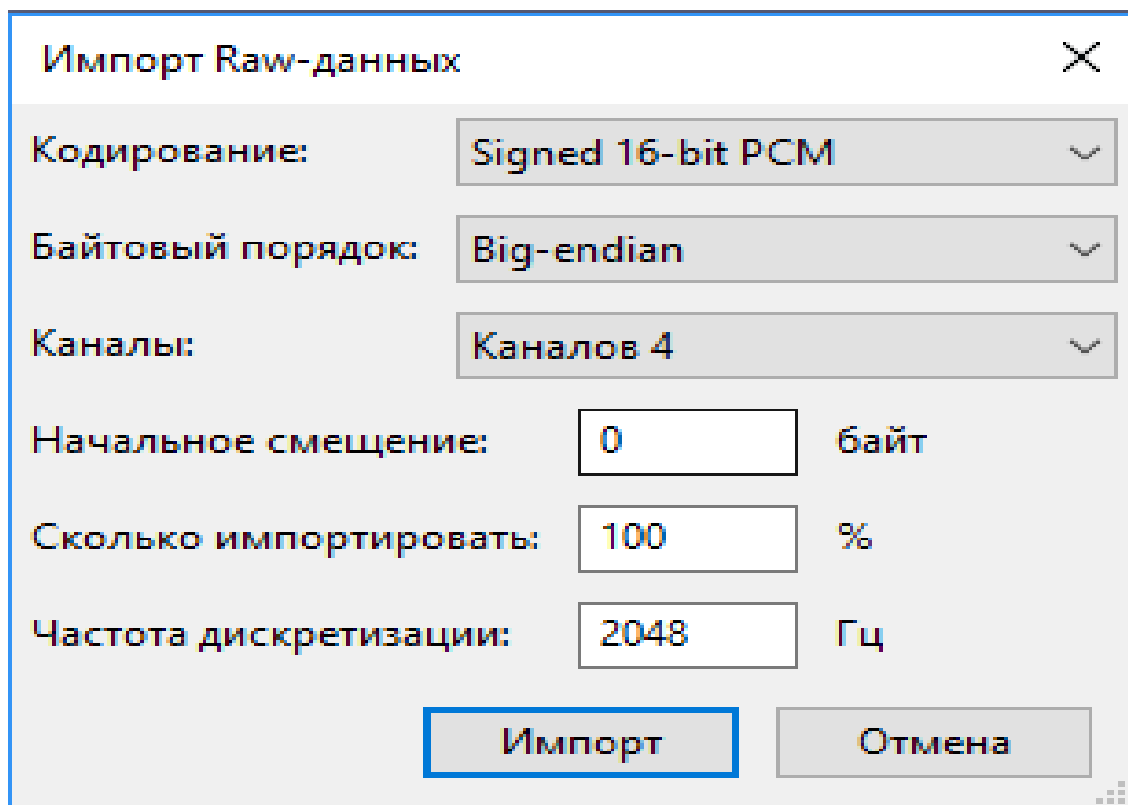 Импорт Raw-данных
Кодирование: Signed 16-bit PCM
Байтовый порядок: Big-endian
Каналы: Каналов 4
Начальное смещение: 0 байт
Сколько импортировать: 100 %
Частота дискретизации: 2048 Гц
Импорт Отмена